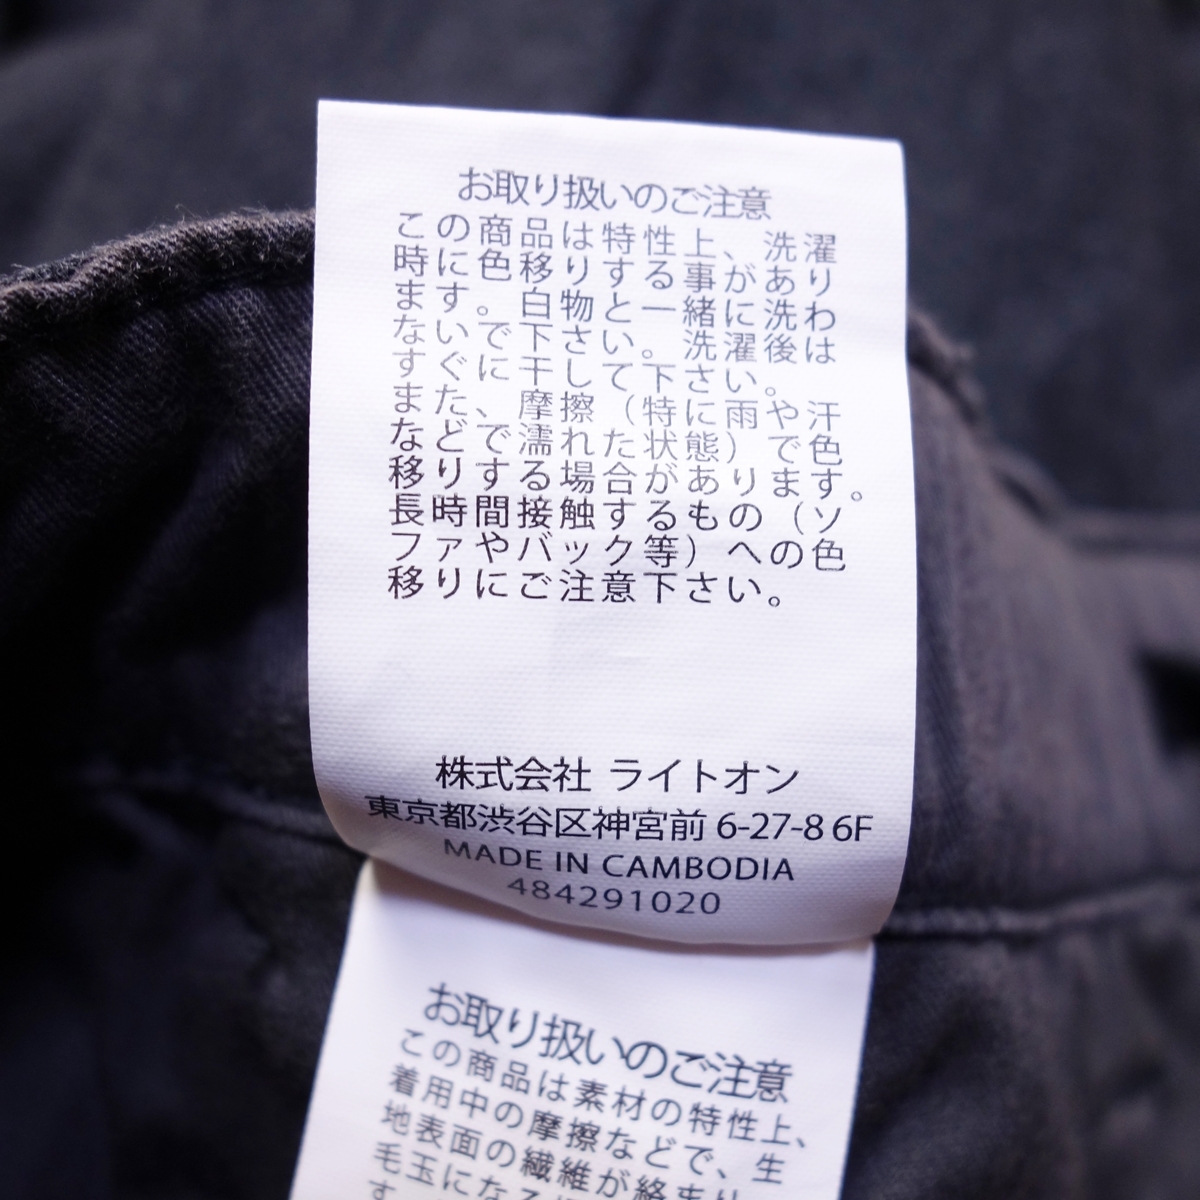 お取り扱いのご注意
この商品は特性上、洗濯
時に色移りする事があり
ます。白物と一緒に洗わ
ないで下さい。洗濯後は
すぐに干して下さい。
また、摩擦（特に雨や汗
などで濡れた状態）で色
移りする場合があります。
長時間接触するもの（ソ
ファやバック等）への色
移りにご注意下さい。
株式会社 ライトオン
東京都渋谷区神宮前 6-27-8 6F
MADE IN CAMBODIA
484291020
お取り扱いのご注意
この商品は素材の特性上、
着用中の摩擦などで、生
地表面の繊維が絡まり
毛玉になる
す